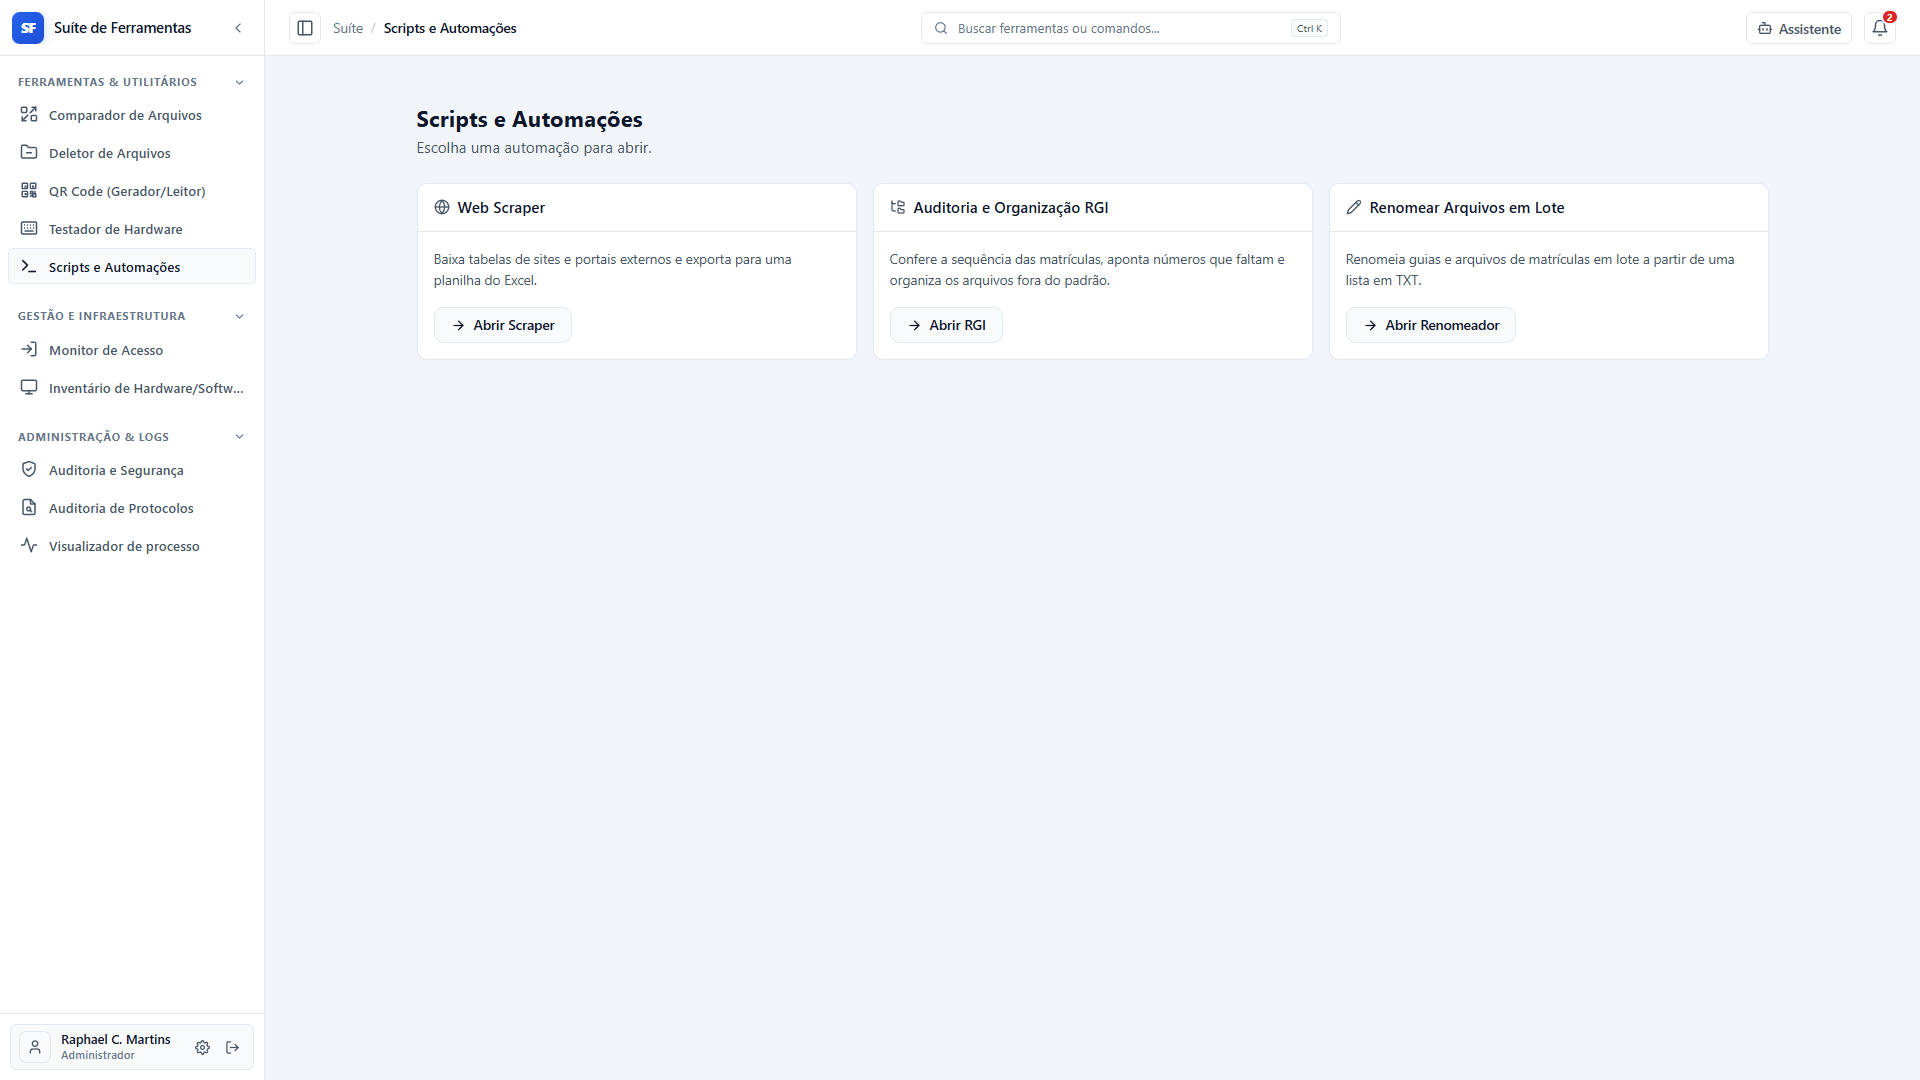 SF Suíte de Ferramentas
Suíte / Scripts e Automações
Buscar ferramentas ou comandos...
Ctrl K
Assistente
2
FERRAMENTAS & UTILITÁRIOS
Comparador de Arquivos
Deletor de Arquivos
QR Code (Gerador/Leitor)
Testador de Hardware
Scripts e Automações
GESTÃO E INFRAESTRUTURA
Monitor de Acesso
Inventário de Hardware/Softw...
ADMINISTRAÇÃO & LOGS
Auditoria e Segurança
Auditoria de Protocolos
Visualizador de processo
Raphael C. Martins
Administrador
Scripts e Automações
Escolha uma automação para abrir.
Web Scraper
Baixa tabelas de sites e portais externos e exporta para uma
planilha do Excel.
Abrir Scraper
Auditoria e Organização RGI
Confere a sequência das matrículas, aponta números que faltam e
organiza os arquivos fora do padrão.
Abrir RGI
Renomear Arquivos em Lote
Renomeia guias e arquivos de matrículas em lote a partir de uma
lista em TXT.
Abrir Renomeador